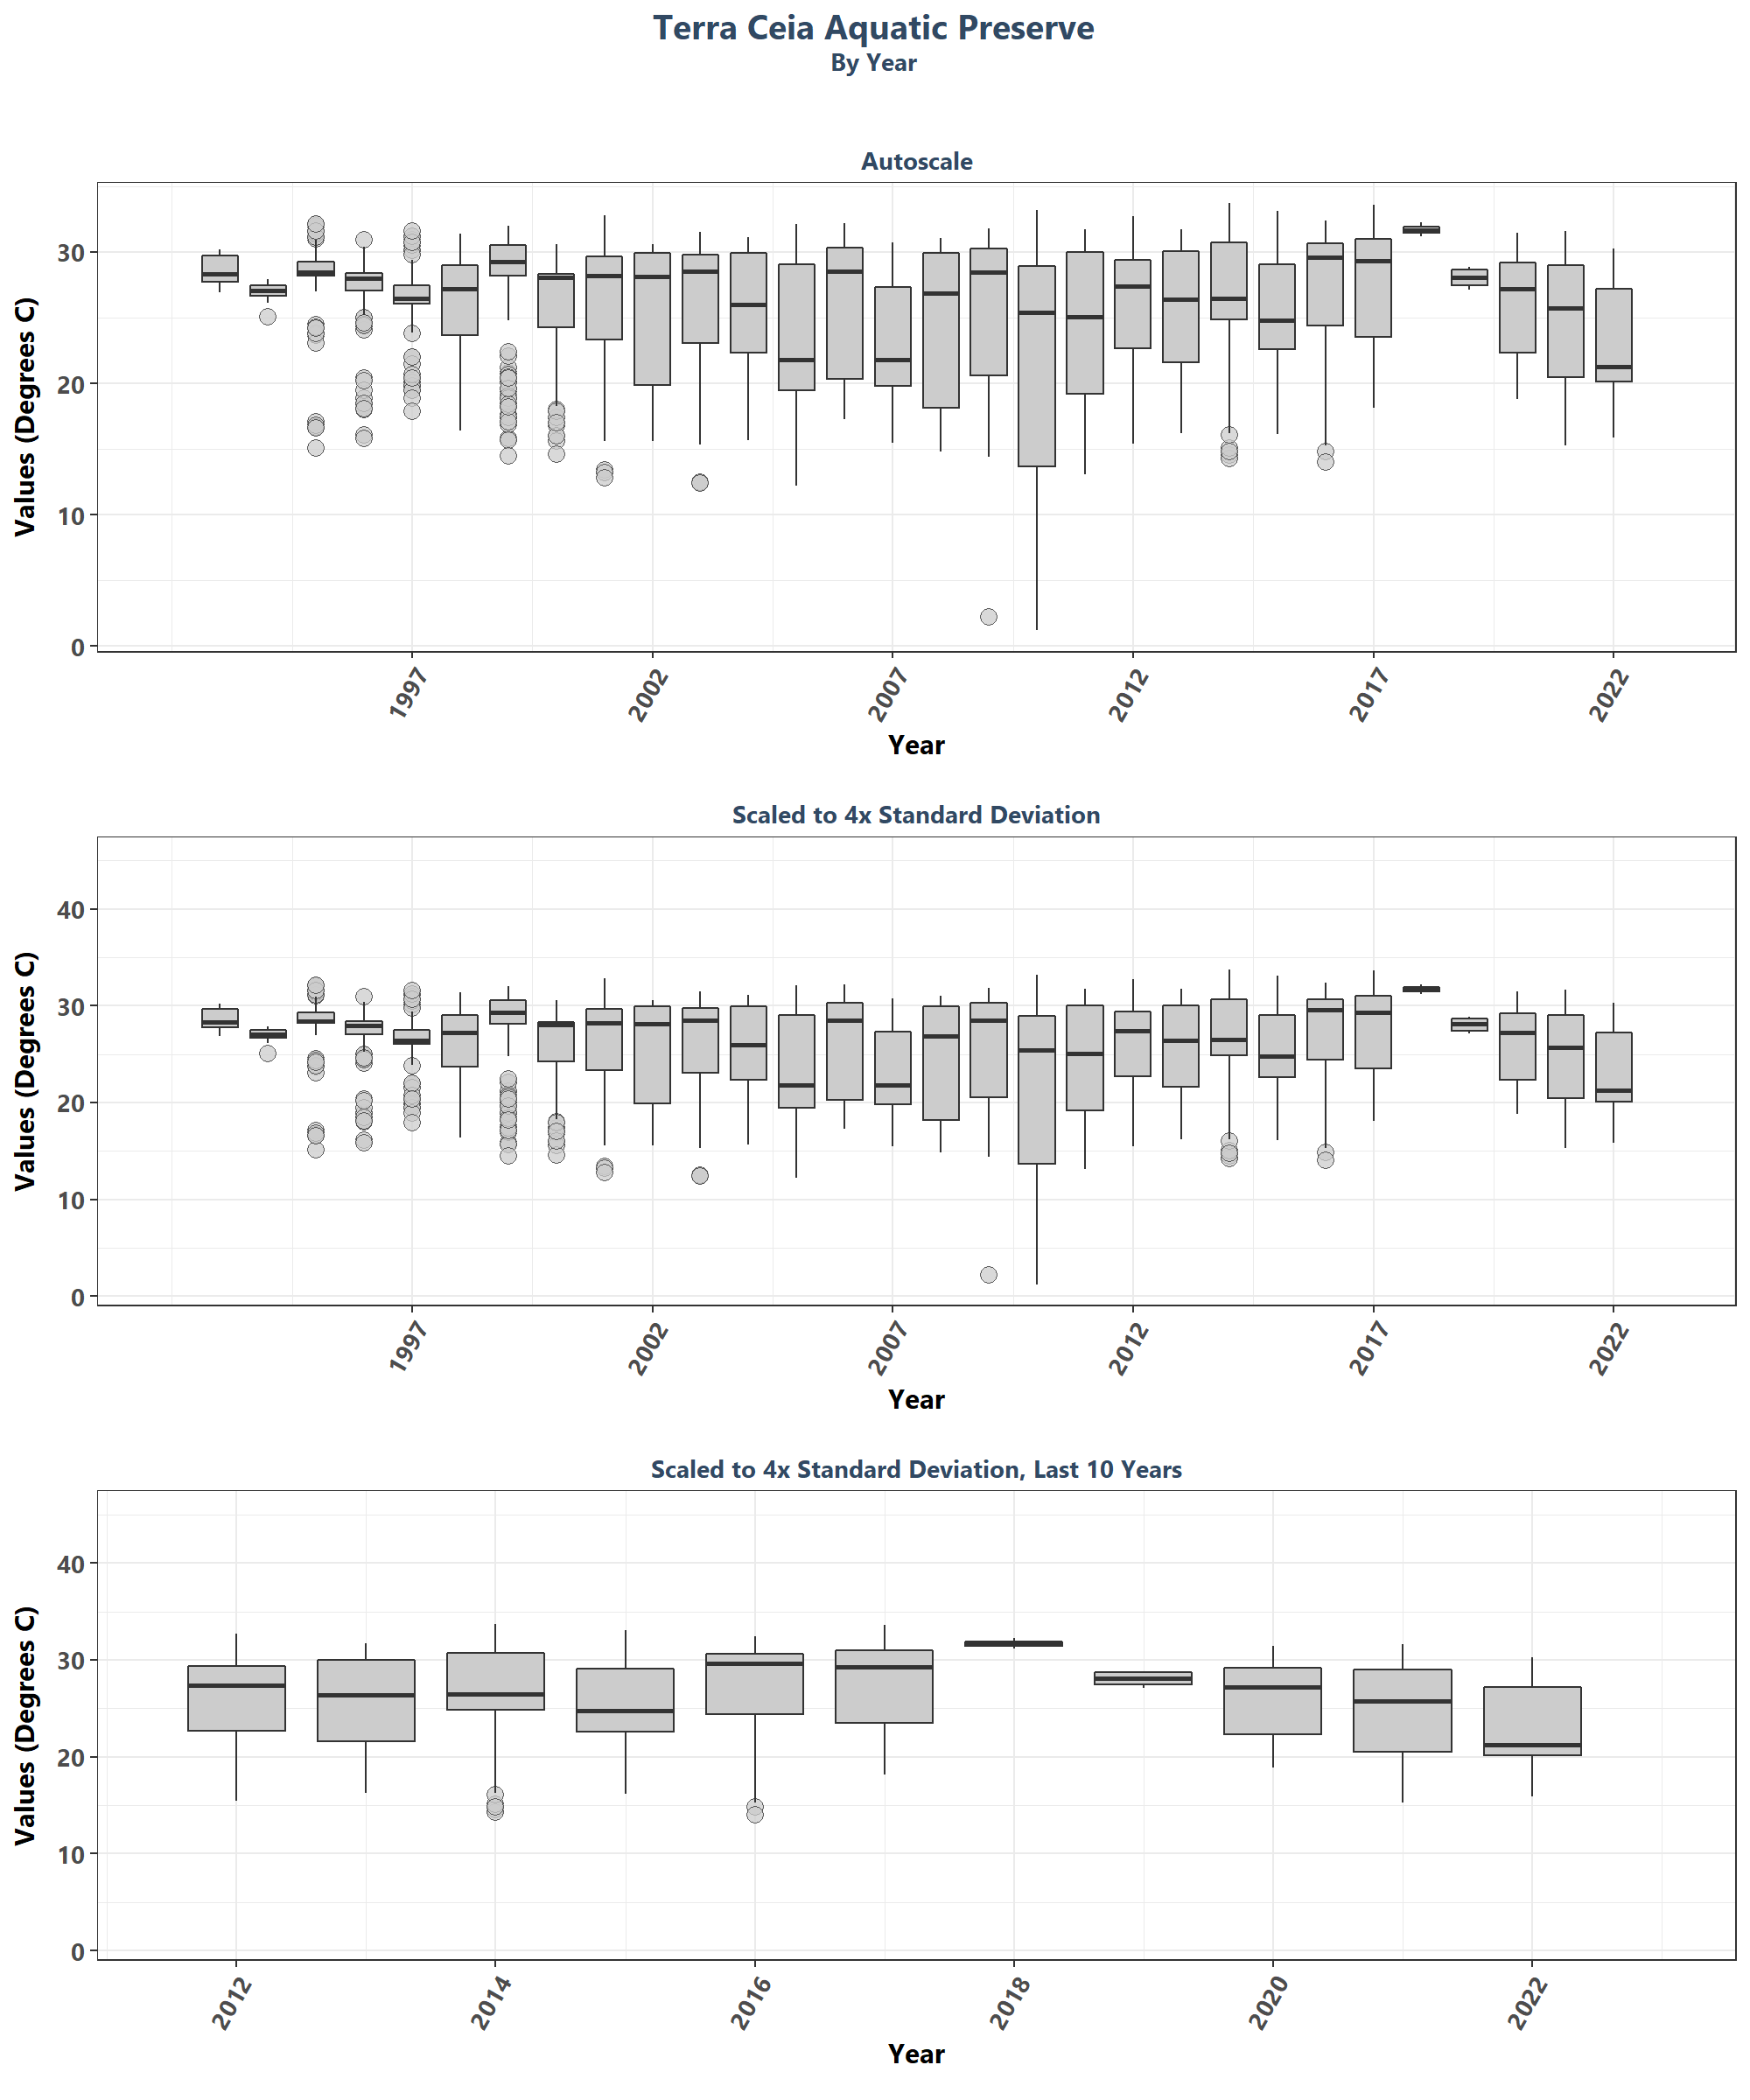 Terra Ceia Aquatic Preserve
By Year
Autoscale
Values (Degrees C)
30
20
10
0
1997
2002
2007
2012
2017
2022
Year
Scaled to 4x Standard Deviation
Values (Degrees C)
40
30
20
10
0
1997
2002
2007
2012
2017
2022
Year
Scaled to 4x Standard Deviation, Last 10 Years
Values (Degrees C)
40
30
20
10
0
2012
2014
2016
2018
2020
2022
Year